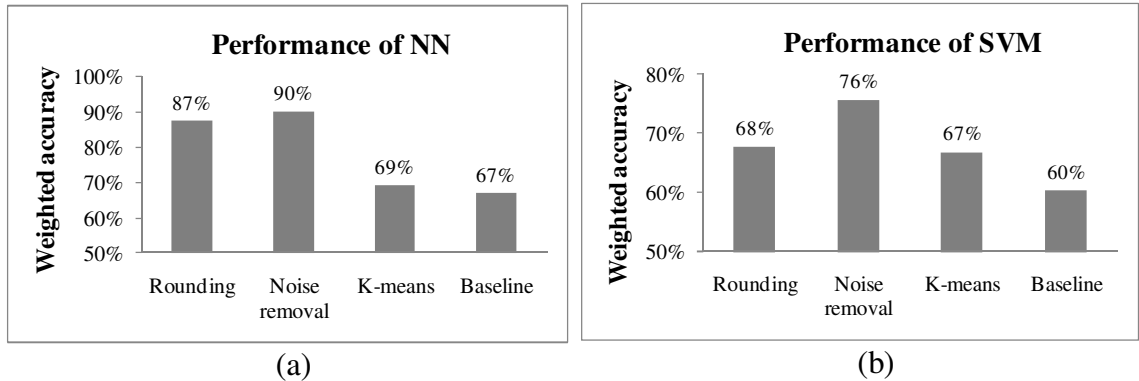 Performance of NN
Weighted accuracy
100%
90%
80%
70%
60%
50%
87%
90%
69%
67%
Rounding
Noise
removal
K-means
Baseline
(a)
Performance of SVM
Weighted accuracy
80%
70%
60%
50%
68%
76%
67%
60%
Rounding
Noise
removal
K-means
Baseline
(b)